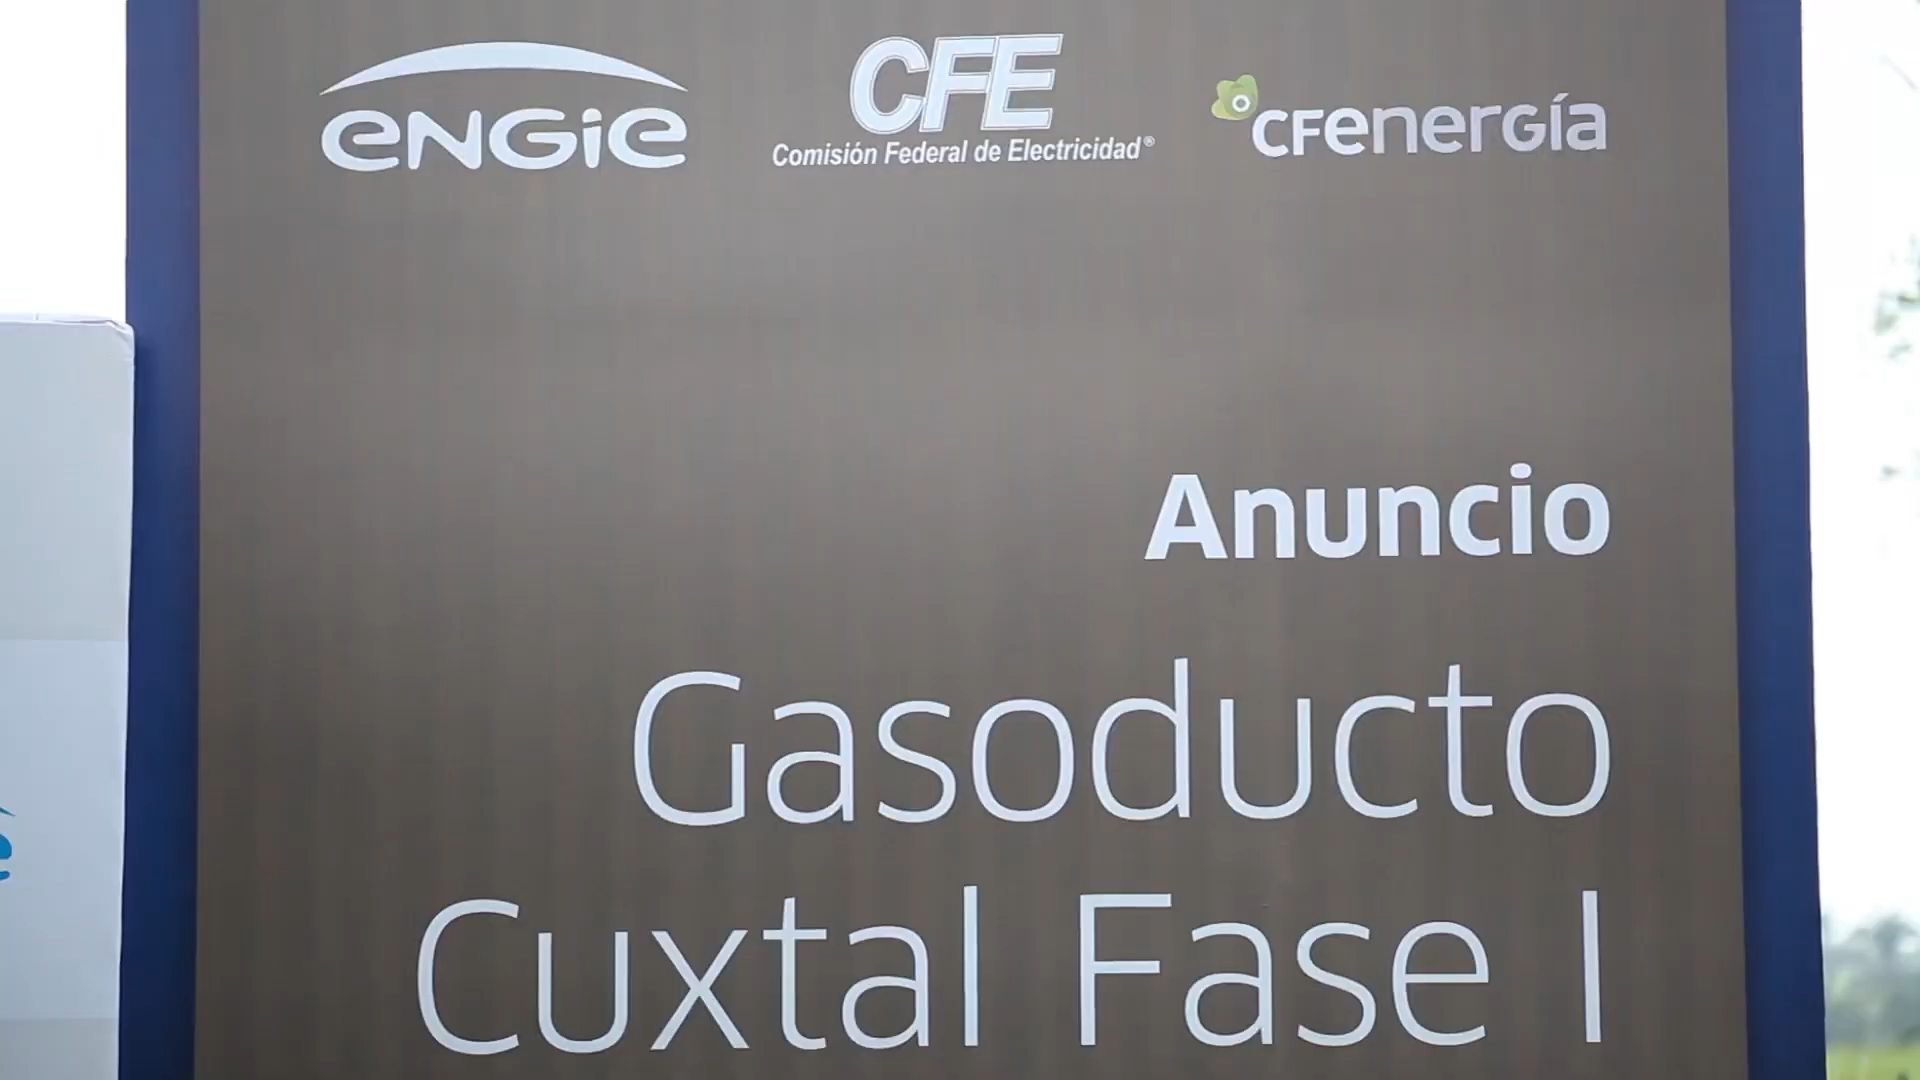 ENGIE
CFE
Comisión Federal de Electricidad®
CFEnergía
Anuncio
Gasoducto
Cuxtal Fase I